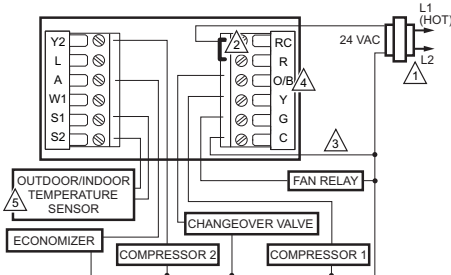 L1
(HOT)
Y2
L
A
W1
S1
S2
2
RC
R
O/B
Y
G
C
4
24 VAC
L2
1
3
5
OUTDOOR/INDOOR
TEMPERATURE
SENSOR
FAN RELAY
CHANGEOVER VALVE
ECONOMIZER
COMPRESSOR 2
COMPRESSOR 1